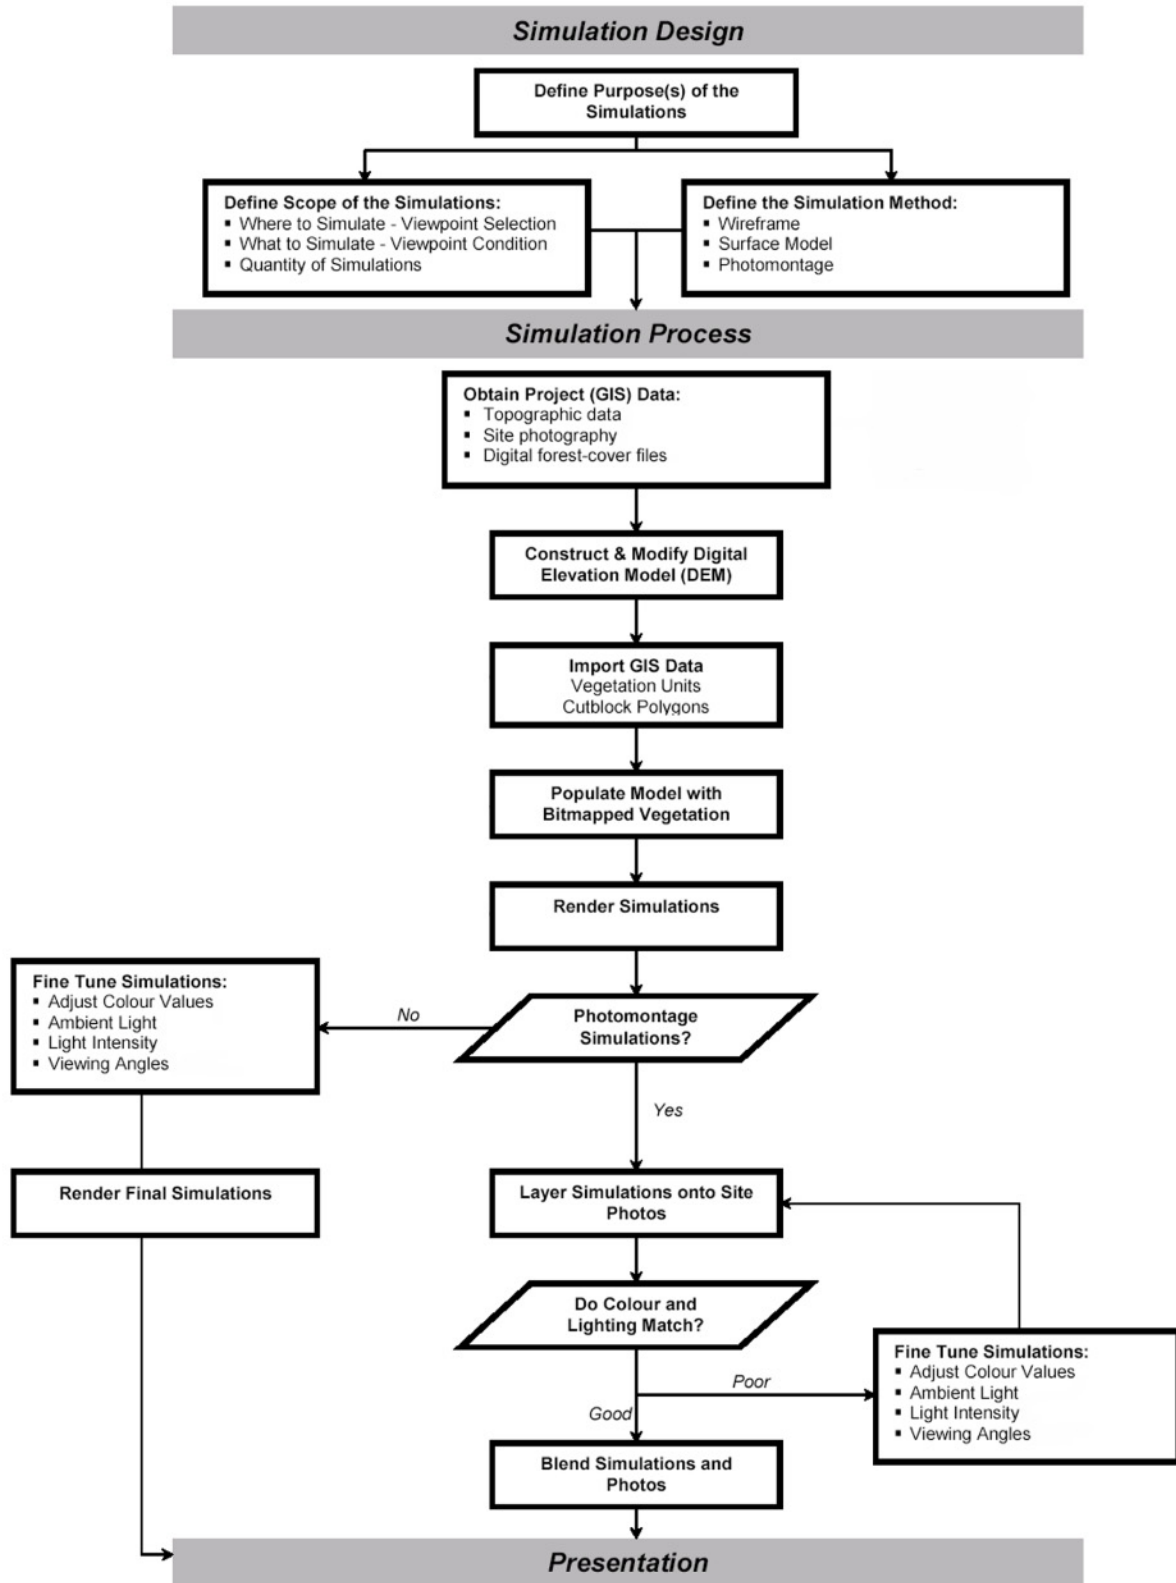 Simulation Design
Define Purpose(s) of the
Simulations
Define Scope of the Simulations:
▪ Where to Simulate - Viewpoint Selection
▪ What to Simulate - Viewpoint Condition
▪ Quantity of Simulations
Define the Simulation Method:
▪ Wireframe
▪ Surface Model
▪ Photomontage
Simulation Process
Obtain Project (GIS) Data:
▪ Topographic data
▪ Site photography
▪ Digital forest-cover files
Construct & Modify Digital
Elevation Model (DEM)
Import GIS Data
Vegetation Units
Cutblock Polygons
Populate Model with
Bitmapped Vegetation
Render Simulations
Photomontage
Simulations?
No
Fine Tune Simulations:
▪ Adjust Colour Values
▪ Ambient Light
▪ Light Intensity
▪ Viewing Angles
Render Final Simulations
Yes
Layer Simulations onto Site
Photos
Do Colour and
Lighting Match?
Poor
Fine Tune Simulations:
▪ Adjust Colour Values
▪ Ambient Light
▪ Light Intensity
▪ Viewing Angles
Good
Blend Simulations and
Photos
Presentation